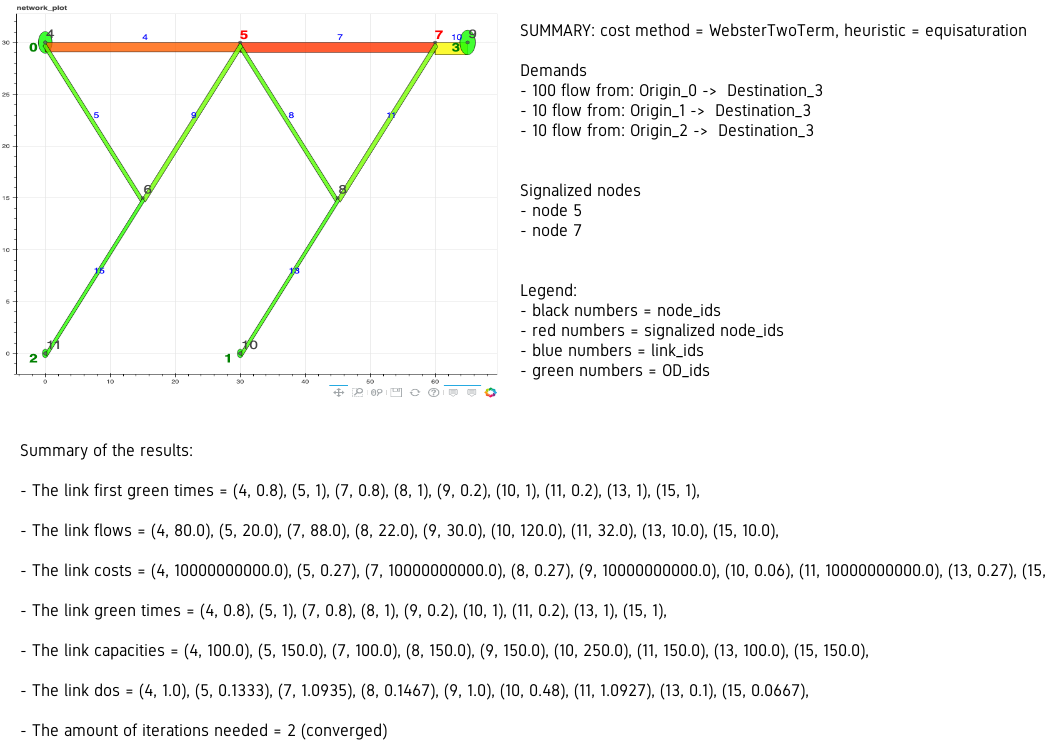 network_plot
4
0
5
7
9
3
4
7
10
5
9
8
11
6
8
15
13
11
2
10
1
30
25
20
15
10
5
0
0
10
20
30
40
50
60
SUMMARY: cost method = WebsterTwoTerm, heuristic = equisaturation
Demands
- 100 flow from: Origin_0 -> Destination_3
- 10 flow from: Origin_1 -> Destination_3
- 10 flow from: Origin_2 -> Destination_3
Signalized nodes
- node 5
- node 7
Legend:
- black numbers = node_ids
- red numbers = signalized node_ids
- blue numbers = link_ids
- green numbers = OD_ids
Summary of the results:
- The link first green times = (4, 0.8), (5, 1), (7, 0.8), (8, 1), (9, 0.2), (10, 1), (11, 0.2), (13, 1), (15, 1),
- The link flows = (4, 80.0), (5, 20.0), (7, 88.0), (8, 22.0), (9, 30.0), (10, 120.0), (11, 32.0), (13, 10.0), (15, 10.0),
- The link costs = (4, 10000000000.0), (5, 0.27), (7, 10000000000.0), (8, 0.27), (9, 10000000000.0), (10, 0.06), (11, 10000000000.0), (13, 0.27), (15,
- The link green times = (4, 0.8), (5, 1), (7, 0.8), (8, 1), (9, 0.2), (10, 1), (11, 0.2), (13, 1), (15, 1),
- The link capacities = (4, 100.0), (5, 150.0), (7, 100.0), (8, 150.0), (9, 150.0), (10, 250.0), (11, 150.0), (13, 100.0), (15, 150.0),
- The link dos = (4, 1.0), (5, 0.1333), (7, 1.0935), (8, 0.1467), (9, 1.0), (10, 0.48), (11, 1.0927), (13, 0.1), (15, 0.0667),
- The amount of iterations needed = 2 (converged)